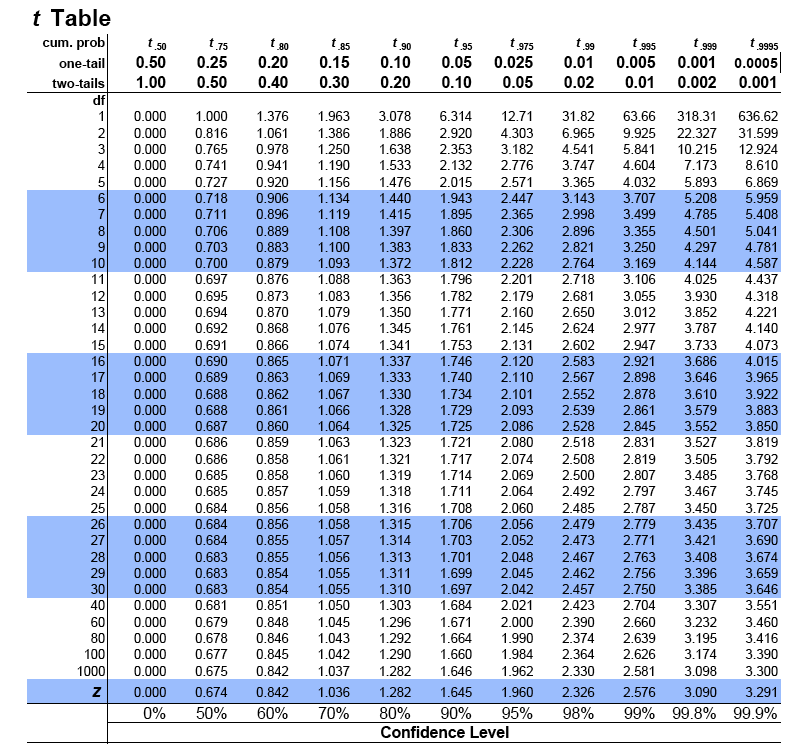 t Table
cum. prob t .50 t .75 t .80 t .85 t .90 t .95 t .975 t .99 t .995 t .999 t .9995
one-tail 0.50 0.25 0.20 0.15 0.10 0.05 0.025 0.01 0.005 0.001 0.0005
two-tails 1.00 0.50 0.40 0.30 0.20 0.10 0.05 0.02 0.01 0.002 0.001
df
1 0.000 1.000 1.376 1.963 3.078 6.314 12.71 31.82 63.66 318.31 636.62
2 0.000 0.816 1.061 1.386 1.886 2.920 4.303 6.965 9.925 22.327 31.599
3 0.000 0.765 0.978 1.250 1.638 2.353 3.182 4.541 5.841 10.215 12.924
4 0.000 0.741 0.941 1.190 1.533 2.132 2.776 3.747 4.604 7.173 8.610
5 0.000 0.727 0.920 1.156 1.476 2.015 2.571 3.365 4.032 5.893 6.869
6 0.000 0.718 0.906 1.134 1.440 1.943 2.447 3.143 3.707 5.208 5.959
7 0.000 0.711 0.896 1.119 1.415 1.895 2.365 2.998 3.499 4.785 5.408
8 0.000 0.706 0.889 1.108 1.397 1.860 2.306 2.896 3.355 4.501 5.041
9 0.000 0.703 0.883 1.100 1.383 1.833 2.262 2.821 3.250 4.297 4.781
10 0.000 0.700 0.879 1.093 1.372 1.812 2.228 2.764 3.169 4.144 4.587
11 0.000 0.697 0.876 1.088 1.363 1.796 2.201 2.718 3.106 4.025 4.437
12 0.000 0.695 0.873 1.083 1.356 1.782 2.179 2.681 3.055 3.930 4.318
13 0.000 0.694 0.870 1.079 1.350 1.771 2.160 2.650 3.012 3.852 4.221
14 0.000 0.692 0.868 1.076 1.345 1.761 2.145 2.624 2.977 3.787 4.140
15 0.000 0.691 0.866 1.074 1.341 1.753 2.131 2.602 2.947 3.733 4.073
16 0.000 0.690 0.865 1.071 1.337 1.746 2.120 2.583 2.921 3.686 4.015
17 0.000 0.689 0.863 1.069 1.333 1.740 2.110 2.567 2.898 3.646 3.965
18 0.000 0.688 0.862 1.067 1.330 1.734 2.101 2.552 2.878 3.610 3.922
19 0.000 0.688 0.861 1.066 1.328 1.729 2.093 2.539 2.861 3.579 3.883
20 0.000 0.687 0.860 1.064 1.325 1.725 2.086 2.528 2.845 3.552 3.850
21 0.000 0.686 0.859 1.063 1.323 1.721 2.080 2.518 2.831 3.527 3.819
22 0.000 0.686 0.858 1.061 1.321 1.717 2.074 2.508 2.819 3.505 3.792
23 0.000 0.685 0.858 1.060 1.319 1.714 2.069 2.500 2.807 3.485 3.768
24 0.000 0.685 0.857 1.059 1.318 1.711 2.064 2.492 2.797 3.467 3.745
25 0.000 0.684 0.856 1.058 1.316 1.708 2.060 2.485 2.787 3.450 3.725
26 0.000 0.684 0.856 1.058 1.315 1.706 2.056 2.479 2.779 3.435 3.707
27 0.000 0.684 0.855 1.057 1.314 1.703 2.052 2.473 2.771 3.421 3.690
28 0.000 0.683 0.855 1.056 1.313 1.701 2.048 2.467 2.763 3.408 3.674
29 0.000 0.683 0.854 1.055 1.311 1.699 2.045 2.462 2.756 3.396 3.659
30 0.000 0.683 0.854 1.055 1.310 1.697 2.042 2.457 2.750 3.385 3.646
40 0.000 0.681 0.851 1.050 1.303 1.684 2.021 2.423 2.704 3.307 3.551
60 0.000 0.679 0.848 1.045 1.296 1.671 2.000 2.390 2.660 3.232 3.460
80 0.000 0.678 0.846 1.043 1.292 1.664 1.990 2.374 2.639 3.195 3.416
100 0.000 0.677 0.845 1.042 1.290 1.660 1.984 2.364 2.626 3.174 3.390
1000 0.000 0.675 0.842 1.037 1.282 1.646 1.962 2.330 2.581 3.098 3.300
z 0.000 0.674 0.842 1.036 1.282 1.645 1.960 2.326 2.576 3.090 3.291
0% 50% 60% 70% 80% 90% 95% 98% 99% 99.8% 99.9%
Confidence Level